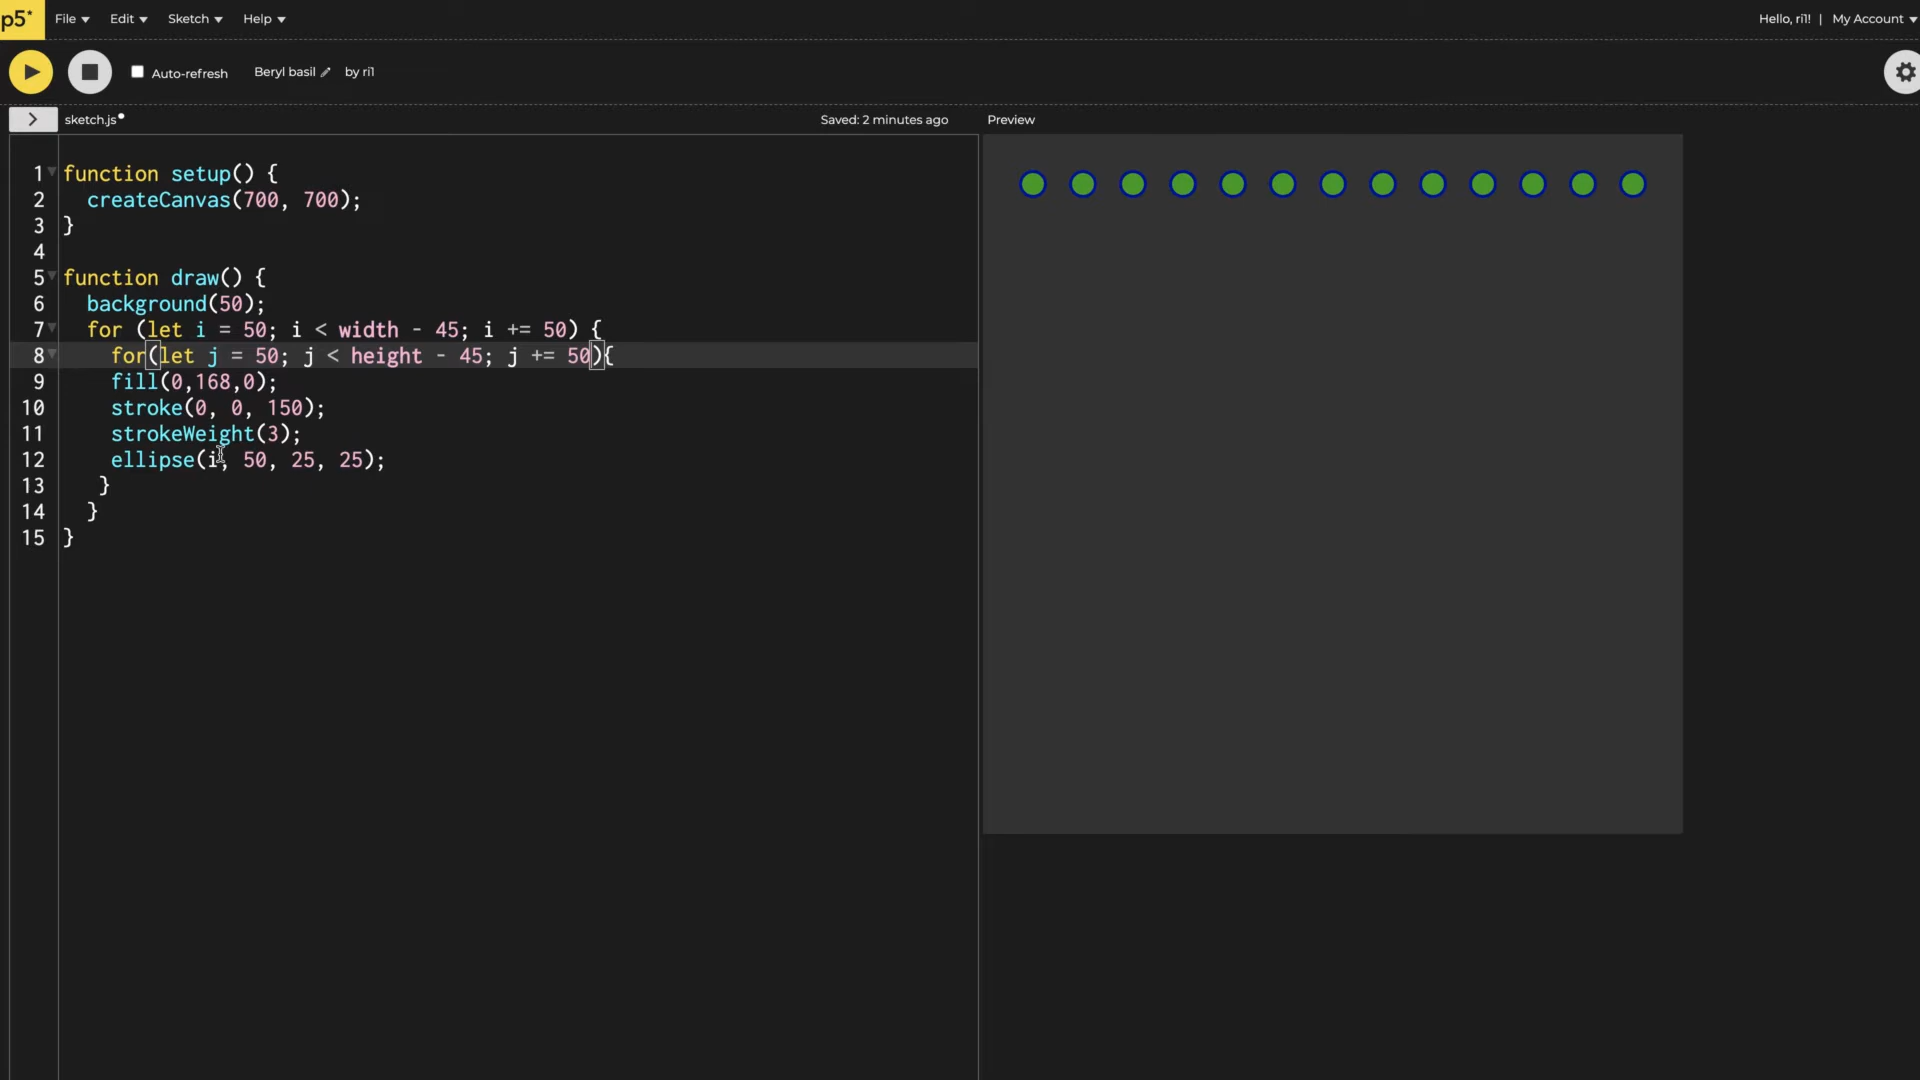 p5* File Edit Sketch Help Hello, ri1! | My Account
Auto-refresh Beryl basil by ri1
> sketch.js Saved: 2 minutes ago Preview
1 function setup() {
2   createCanvas(700, 700);
3 }
4
5 function draw() {
6   background(50);
7   for (let i = 50; i < width - 45; i += 50) {
8     for(let j = 50; j < height - 45; j += 50){
9     fill(0,168,0);
10     stroke(0, 0, 150);
11     strokeWeight(3);
12     ellipse(i, 50, 25, 25);
13    }
14   }
15 }